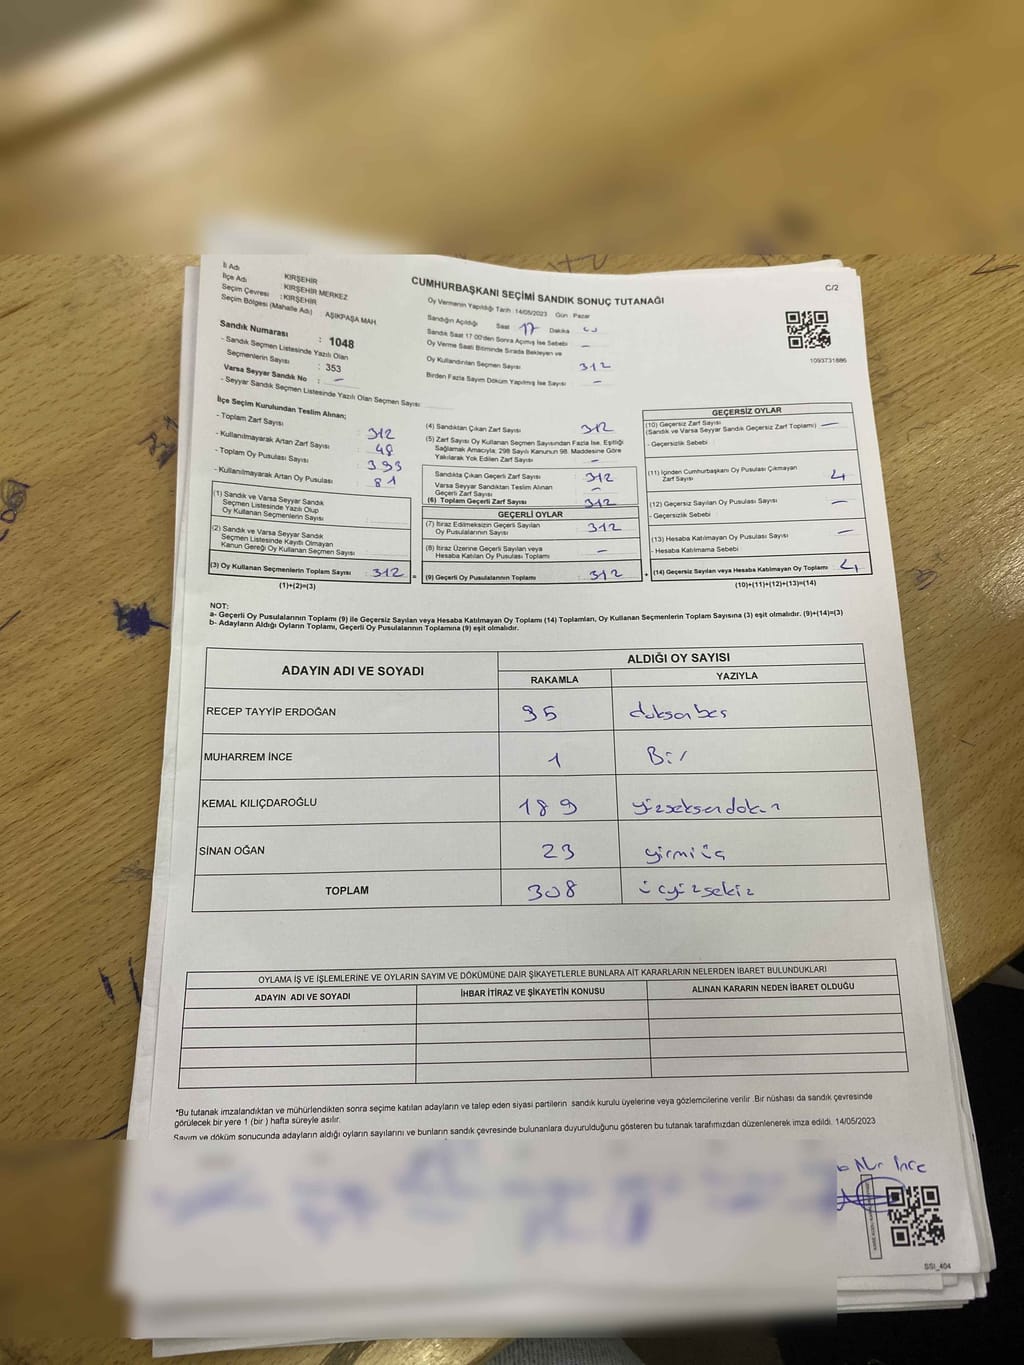 İl Adı : KIRŞEHİR
İlçe Adı : KIRŞEHİR MERKEZ
Seçim Çevresi : KIRŞEHİR
Seçim Bölgesi (Mahalle Adı) : AŞIKPAŞA MAH.
Sandık Numarası : 1048
- Sandık Seçmen Listesinde Yazılı Olan
Seçmenlerin Sayısı : 353
Varsa Seyyar Sandık No : –
- Seyyar Sandık Seçmen Listesinde Yazılı Olan Seçmen Sayısı :
CUMHURBAŞKANI SEÇİMİ SANDIK SONUÇ TUTANAĞI
Oy Vermenin Yapıldığı Tarih : 14/05/2023 Gün : Pazar
Sandığın Açıldığı Saat : 17 Dakika :
Sandık Saat 17.00'den Sonra Açılmış İse Sebebi : –
Oy Verme Saati Bitiminde Sırada Bekleyen ve
Oy Kullandırılan Seçmen Sayısı : 312
Birden Fazla Sayım Döküm Yapılmış İse Sayısı : –
C/2
1093731886
İlçe Seçim Kurulundan Teslim Alınan;
- Toplam Zarf Sayısı : 312
- Kullanılmayarak Artan Zarf Sayısı : 48
- Toplam Oy Pusulası Sayısı : 393
- Kullanılmayarak Artan Oy Pusulası : 81
(1) Sandık ve Varsa Seyyar Sandık
Seçmen Listesinde Yazılı Olup
Oy Kullanan Seçmenlerin Sayısı :
(2) Sandık ve Varsa Seyyar Sandık
Seçmen Listesinde Kayıtlı Olmayan
Kanun Gereği Oy Kullanan Seçmen Sayısı :
(3) Oy Kullanan Seçmenlerin Toplam Sayısı : 312
(1)+(2)=(3)
(4) Sandıktan Çıkan Zarf Sayısı : 312
(5) Zarf Sayısı Oy Kullanan Seçmen Sayısından Fazla İse, Eşitliği
Sağlamak Amacıyla; 298 Sayılı Kanunun 98. Maddesine Göre
Yakılarak Yok Edilen Zarf Sayısı : –
Sandıkta Çıkan Geçerli Zarf Sayısı : 312
Varsa Seyyar Sandıktan Teslim Alınan
Geçerli Zarf Sayısı : –
(6) Toplam Geçerli Zarf Sayısı : 312
GEÇERLİ OYLAR
(7) İtiraz Edilmeksizin Geçerli Sayılan
Oy Pusulalarının Sayısı : 312
(8) İtiraz Üzerine Geçerli Sayılan veya
Hesaba Katılan Oy Pusulası Toplamı : –
= (9) Geçerli Oy Pusulalarının Toplamı : 312
GEÇERSİZ OYLAR
(10) Geçersiz Zarf Sayısı : –
(Sandık ve Varsa Seyyar Sandık Geçersiz Zarf Toplamı)
- Geçersizlik Sebebi :
(11) İçinden Cumhurbaşkanı Oy Pusulası Çıkmayan
Zarf Sayısı : 4
(12) Geçersiz Sayılan Oy Pusulası Sayısı : –
- Geçersizlik Sebebi :
(13) Hesaba Katılmayan Oy Pusulası Sayısı : –
- Hesaba Katılmama Sebebi :
+ (14) Geçersiz Sayılan veya Hesaba Katılmayan Oy Toplamı : 4
(10)+(11)+(12)+(13)=(14)
NOT:
a- Geçerli Oy Pusulalarının Toplamı (9) ile Geçersiz Sayılan veya Hesaba Katılmayan Oy Toplamı (14) Toplamları, Oy Kullanan Seçmenlerin Toplam Sayısına (3) eşit olmalıdır. (9)+(14)=(3)
b- Adayların Aldığı Oyların Toplamı, Geçerli Oy Pusulalarının Toplamına (9) eşit olmalıdır.
ADAYIN ADI VE SOYADI ALDIĞI OY SAYISI
RAKAMLA YAZIYLA
RECEP TAYYİP ERDOĞAN 95 doksanbeş
MUHARREM İNCE 1 Bir
KEMAL KILIÇDAROĞLU 189 yüzseksendokuz
SİNAN OĞAN 23 yirmiüç
TOPLAM 308 üçyüzsekiz
OYLAMA İŞ VE İŞLEMLERİNE VE OYLARIN SAYIM VE DÖKÜMÜNE DAİR ŞİKAYETLERLE BUNLARA AİT KARARLARIN NELERDEN İBARET BULUNDUKLARI
ADAYIN ADI VE SOYADI İHBAR İTİRAZ VE ŞİKAYETİN KONUSU ALINAN KARARIN NEDEN İBARET OLDUĞU
*Bu tutanak imzalandıktan ve mühürlendikten sonra seçime katılan adayların ve talep eden siyasi partilerin sandık kurulu üyelerine veya gözlemcilerine verilir .Bir nüshası da sandık çevresinde
görülecek bir yere 1 (bir ) hafta süreyle asılır.
Sayım ve döküm sonucunda adayların aldığı oyların sayılarını ve bunların sandık çevresinde bulunanlara duyurulduğunu gösteren bu tutanak tarafımızdan düzenlenerek imza edildi. 14/05/2023
Nur İnce
SSI_404